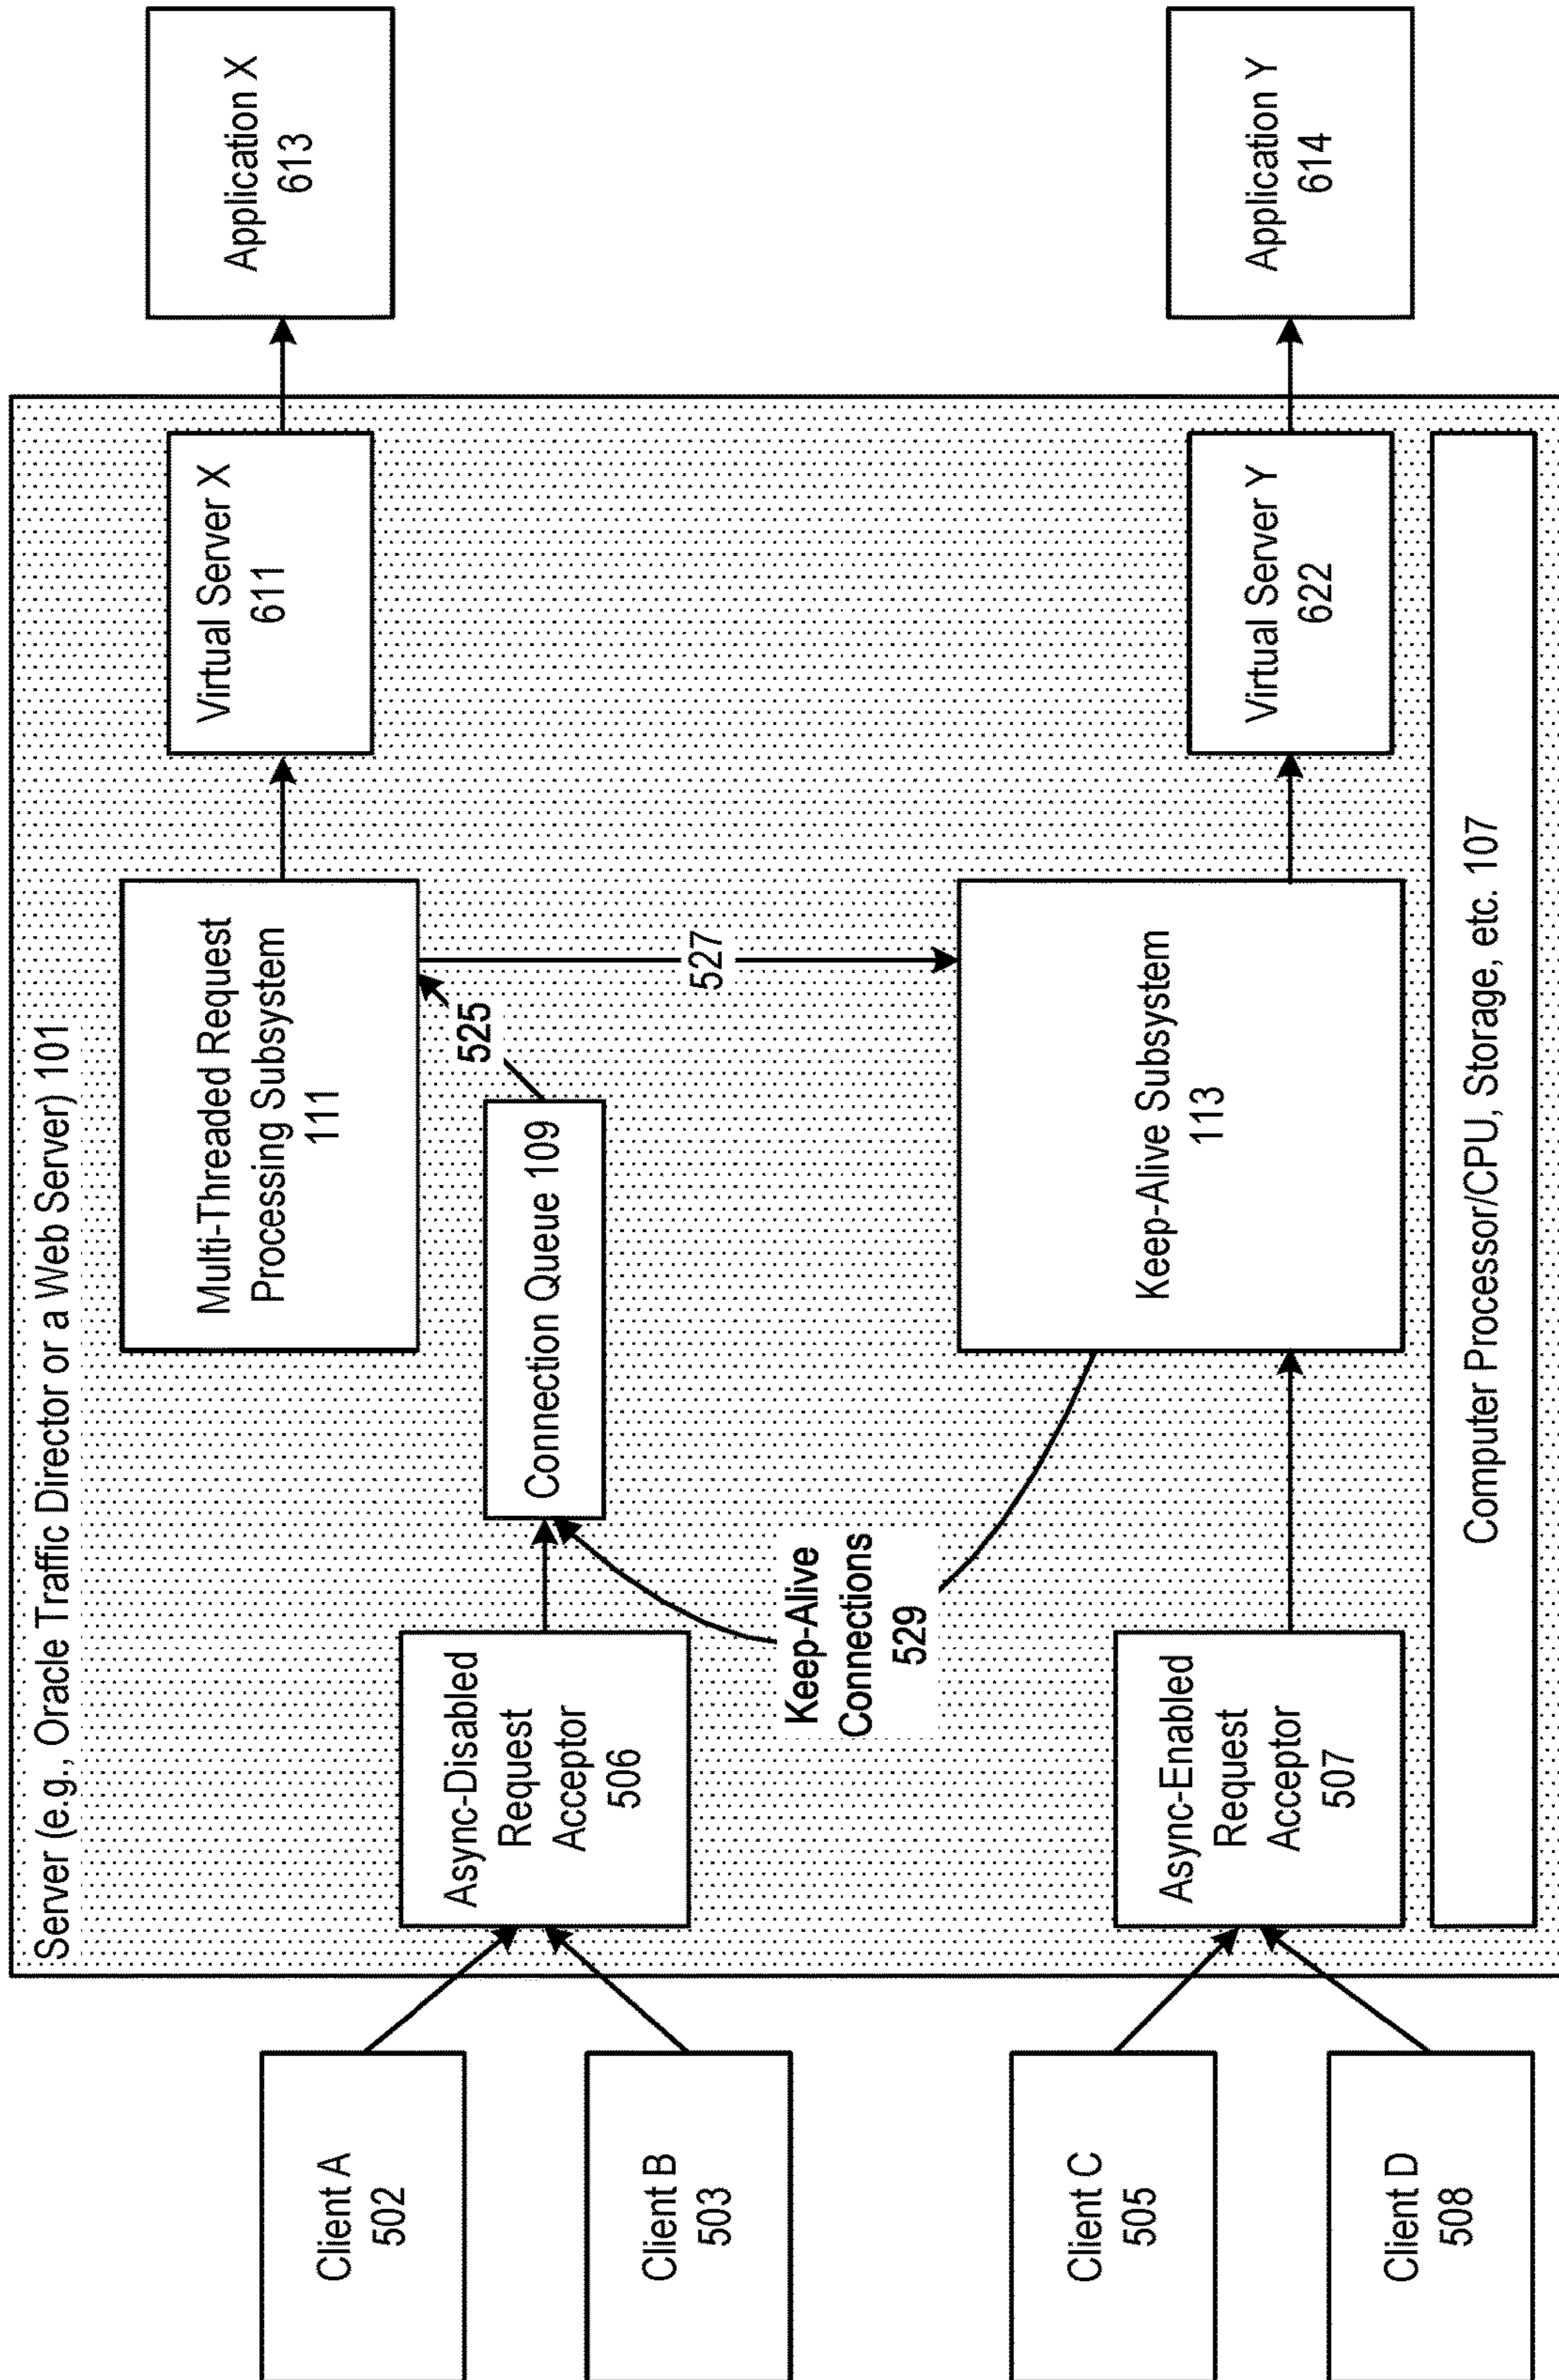 Server (e.g., Oracle Traffic Director or a Web Server) 101
Client A
502
Client B
503
Client C
505
Client D
508
Async-Disabled
Request
Acceptor
506
Async-Enabled
Request
Acceptor
507
Keep-Alive
Connections
529
Connection Queue 109
525
Multi-Threaded Request
Processing Subsystem
111
527
Keep-Alive Subsystem
113
Virtual Server X
611
Virtual Server Y
622
Computer Processor/CPU, Storage, etc. 107
Application X
613
Application Y
614